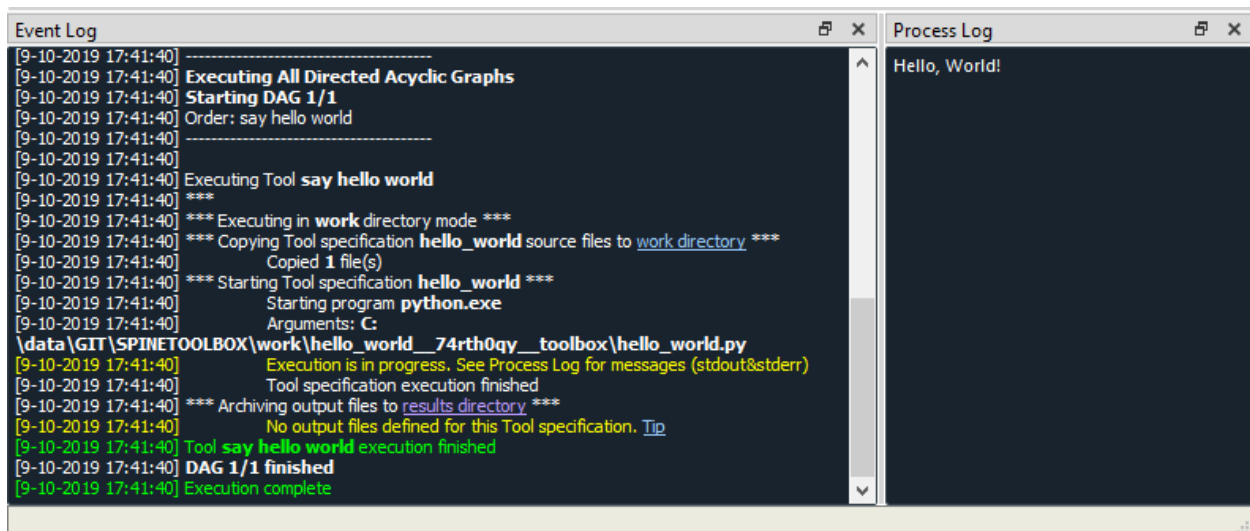 Event Log
[9-10-2019 17:41:40] ---------------------------------------
[9-10-2019 17:41:40] Executing All Directed Acyclic Graphs
[9-10-2019 17:41:40] Starting DAG 1/1
[9-10-2019 17:41:40] Order: say hello world
[9-10-2019 17:41:40] ---------------------------------------
[9-10-2019 17:41:40]
[9-10-2019 17:41:40] Executing Tool say hello world
[9-10-2019 17:41:40] ***
[9-10-2019 17:41:40] *** Executing in work directory mode ***
[9-10-2019 17:41:40] *** Copying Tool specification hello_world source files to work directory ***
[9-10-2019 17:41:40] Copied 1 file(s)
[9-10-2019 17:41:40] *** Starting Tool specification hello_world ***
[9-10-2019 17:41:40] Starting program python.exe
[9-10-2019 17:41:40] Arguments: C:
\data\GIT\SPINETOOLBOX\work\hello_world__74rth0qy__toolbox\hello_world.py
[9-10-2019 17:41:40] Execution is in progress. See Process Log for messages (stdout&stderr)
[9-10-2019 17:41:40] Tool specification execution finished
[9-10-2019 17:41:40] *** Archiving output files to results directory ***
[9-10-2019 17:41:40] No output files defined for this Tool specification. Tip
[9-10-2019 17:41:40] Tool say hello world execution finished
[9-10-2019 17:41:40] DAG 1/1 finished
[9-10-2019 17:41:40] Execution complete
Process Log
Hello, World!